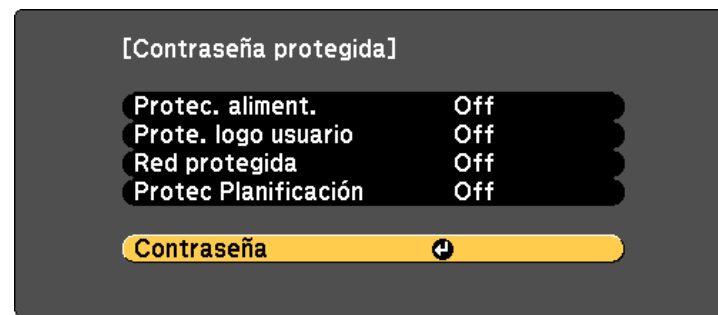 [Contraseña protegida]
Protec. aliment. Off
Prote. logo usuario Off
Red protegida Off
Protec Planificación Off
Contraseña